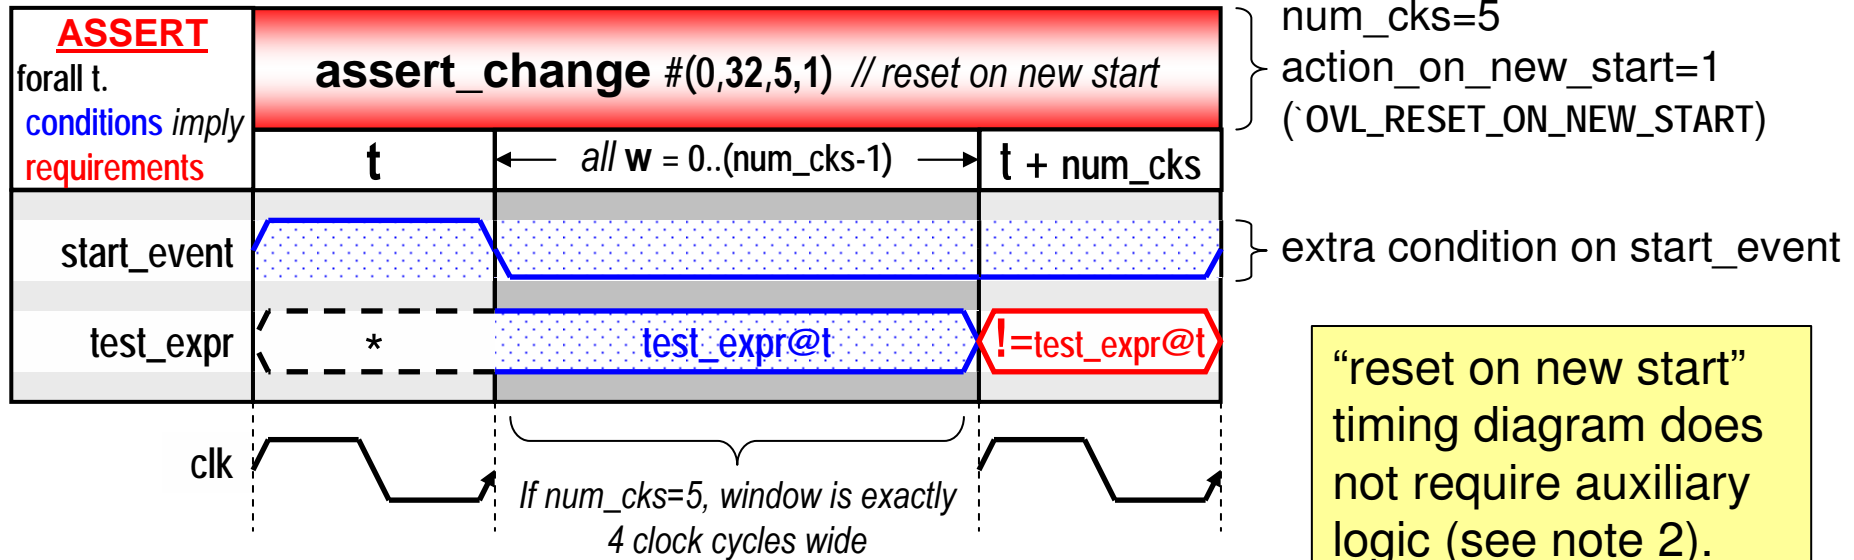 ASSERT
forall t.
conditions imply
requirements
assert_change #(0,32,5,1) // reset on new start
num_cks=5
action_on_new_start=1
(`OVL_RESET_ON_NEW_START)
t
all w = 0..(num_cks-1)
t + num_cks
start_event
extra condition on start_event
test_expr
*
test_expr@t
!=test_expr@t
clk
If num_cks=5, window is exactly
4 clock cycles wide
“reset on new start”
timing diagram does
not require auxiliary
logic (see note 2).